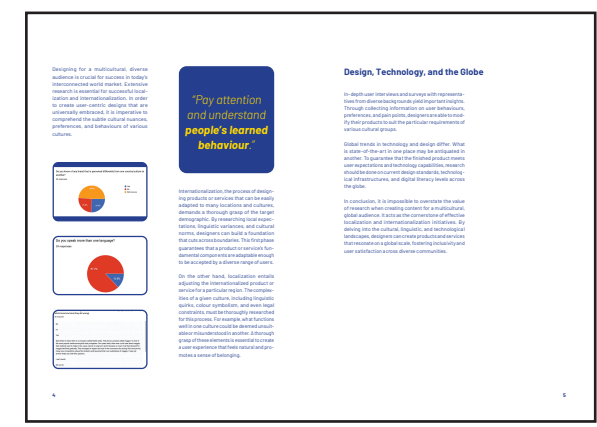 Designing for a multicultural, diverse
audience is crucial for success in today's
interconnected world market. Extensive
research is essential for successful local-
ization and internationalization. In order
to create user-centric designs that are
universally embraced, it is imperative to
comprehend the subtle cultural nuances,
preferences, and behaviours of various
cultures.
Do you speak more than one language?
"Pay attention
and understand
people's learned
behaviour."
Internationalization, the process of design-
ing products or services that can be easily
adapted to many locations and cultures,
demands a thorough grasp of the target
demographic. By researching local expec-
tations, linguistic variances, and cultural
norms, designers can build a foundation
that cuts across boundaries. This first phase
guarantees that a product or service's fun-
damental components are adaptable enough
to be accepted by a diverse range of users.
On the other hand, localization entails
adjusting the internationalized product or
service for a particular region. The complex-
ities of a given culture, including linguistic
quirks, colour symbolism, and even legal
constraints, must be thoroughly researched
for this process. For example, what functions
well in one culture could be deemed unsuit-
able or misunderstood in another. A thorough
grasp of these elements is essential to create
a user experience that feels natural and pro-
motes a sense of belonging.
Design, Technology, and the Globe
In-depth user interviews and surveys with representa-
tives from diverse backgrounds yield important insights.
Through collecting information on user behaviours,
preferences, and pain points, designers are able to mod-
ify their products to suit the particular requirements of
various cultural groups.
Global trends in technology and design differ. What
is state-of-the-art in one place may be antiquated in
another. To guarantee that the finished product meets
user expectations and technology capabilities, research
should be done on current design standards, technolog-
ical infrastructures, and digital literacy levels across
the globe.
In conclusion, it is impossible to overstate the value
of research when creating content for a multicultural,
global audience. It acts as the cornerstone of effective
localization and internationalization initiatives. By
delving into the cultural, linguistic, and technological
landscapes, designers can create products and services
that resonate on a global scale, fostering inclusivity and
user satisfaction across diverse communities.
4
5